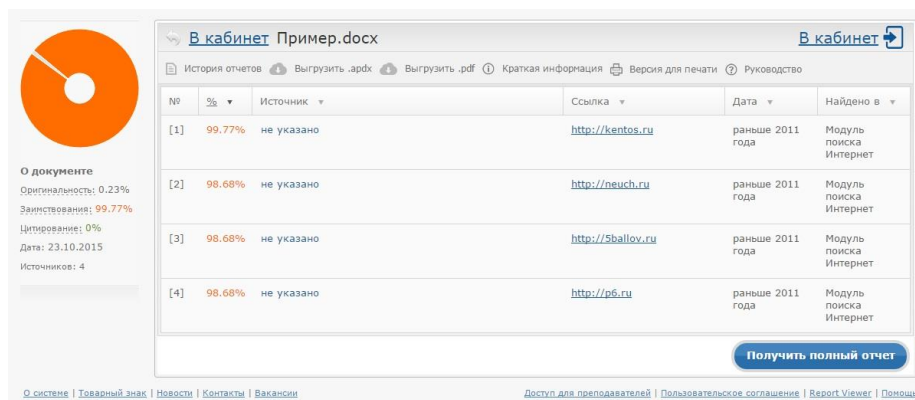 В кабинет Пример.docx В кабинет
История отчетов Выгрузить .apdx Выгрузить .pdf Краткая информация Версия для печати Руководство
№ % Источник Ссылка Дата Найдено в
[1] 99.77% не указано http://kentos.ru раньше 2011 Модуль
года поиска
Интернет
[2] 98.68% не указано http://neuch.ru раньше 2011 Модуль
года поиска
Интернет
[3] 98.68% не указано http://5ballov.ru раньше 2011 Модуль
года поиска
Интернет
[4] 98.68% не указано http://p6.ru раньше 2011 Модуль
года поиска
Интернет
О документе
Оригинальность: 0.23%
Заимствования: 99.77%
Цитирование: 0%
Дата: 23.10.2015
Источников: 4
Получить полный отчет
О системе | Товарный знак | Новости | Контакты | Вакансии
Доступ для преподавателей | Пользовательское соглашение | Report Viewer | Помощь